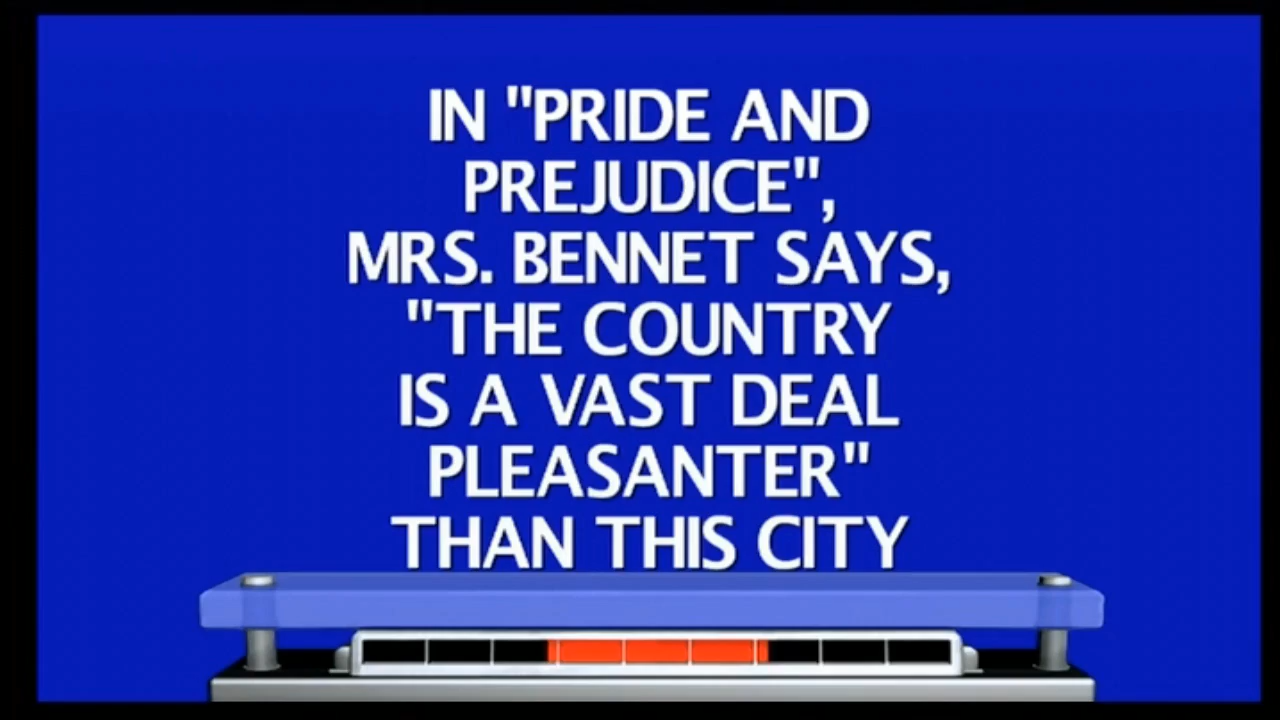 IN "PRIDE AND
PREJUDICE",
MRS. BENNET SAYS,
"THE COUNTRY
IS A VAST DEAL
PLEASANTER"
THAN THIS CITY